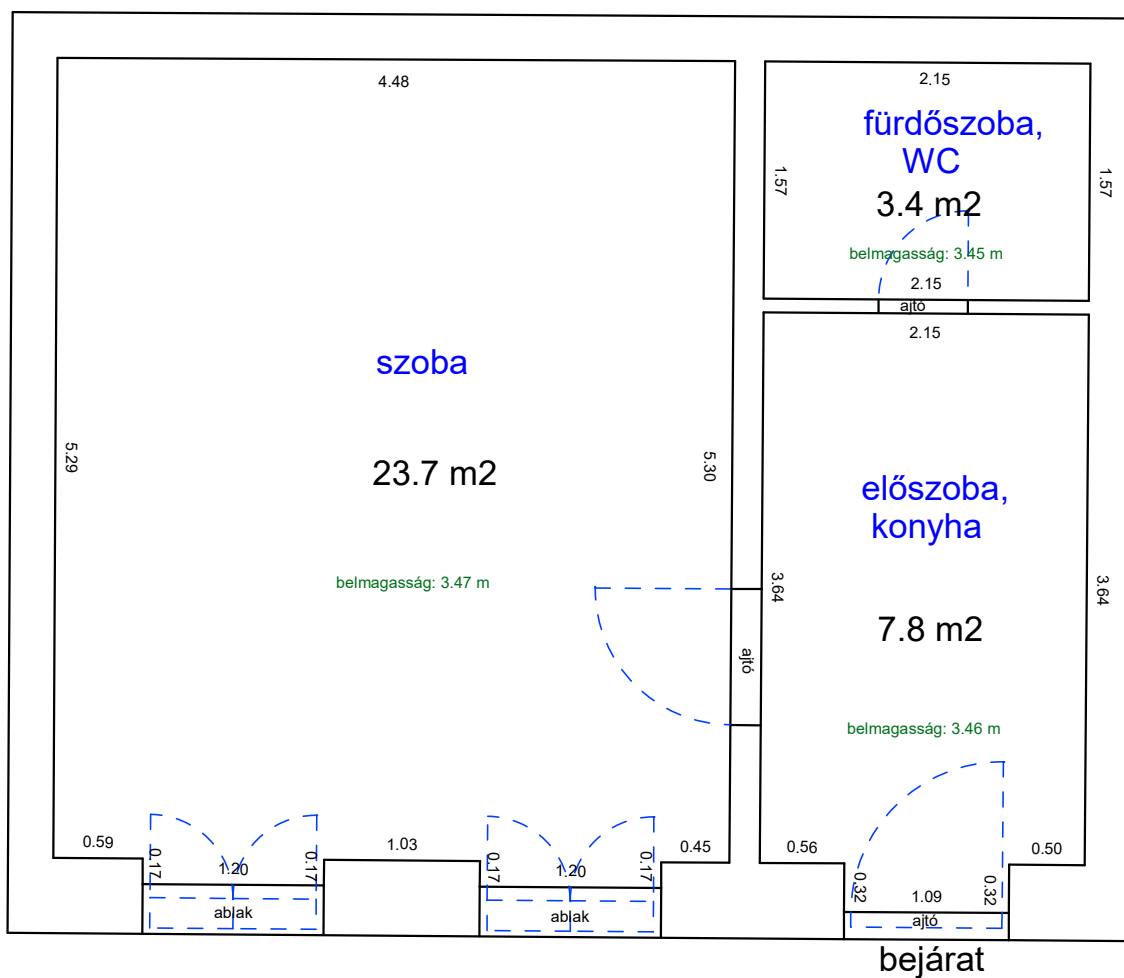 4.48
2.15
fürdőszoba,
WC
1.57
1.57
3.4 m2
belmagasság: 3.45 m
2.15
ajtó
2.15
szoba
5.29
23.7 m2
5.30
előszoba,
konyha
belmagasság: 3.47 m
3.64
3.64
7.8 m2
ajtó
belmagasság: 3.46 m
0.59
0.17
1.20
0.17
1.03
0.17
1.20
0.17
0.45
0.56
0.32
1.09
0.32
0.50
ablak
ablak
ajtó
bejárat